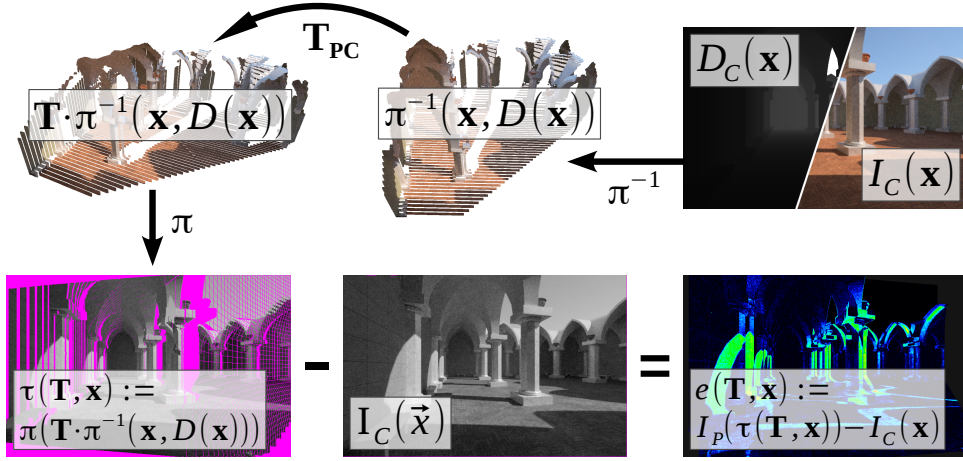 T_PC
T·π⁻¹(x, D(x))
π⁻¹(x, D(x))
D_C(x)
I_C(x)
π⁻¹
π
τ(T,x) :=
π(T·π⁻¹(x, D(x)))
−
I_C(x⃗)
=
e(T,x) :=
I_P(τ(T,x))−I_C(x)